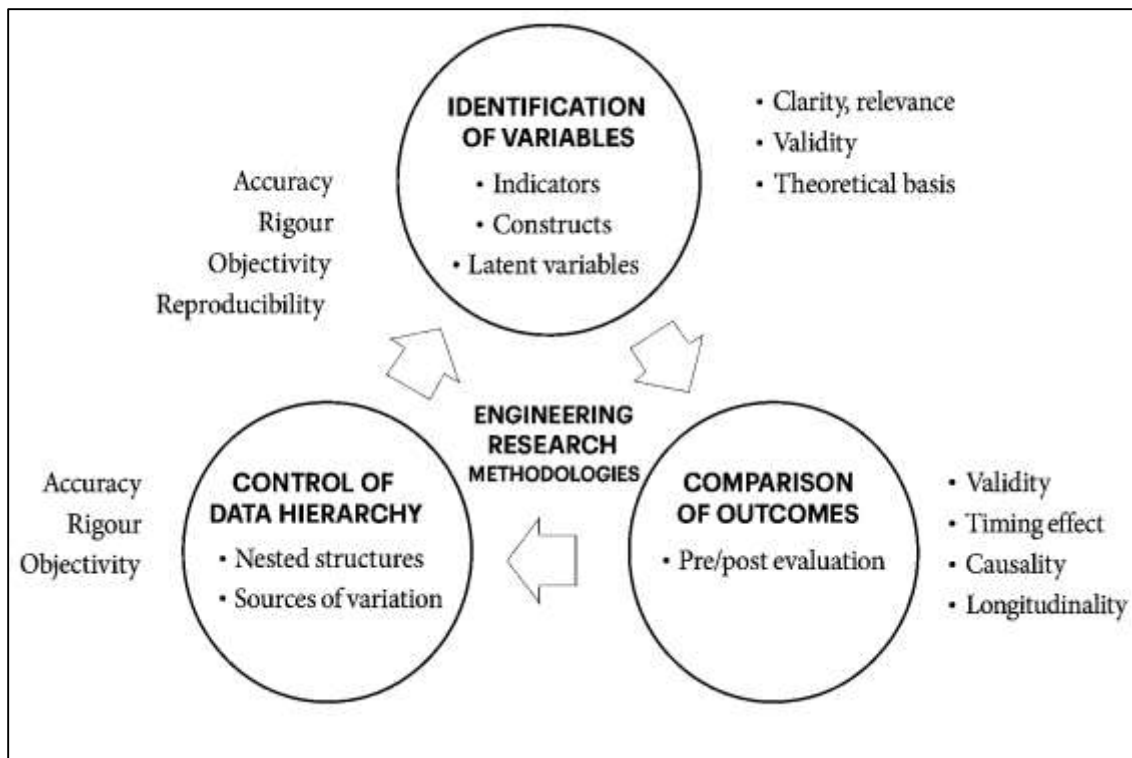 IDENTIFICATION
OF VARIABLES
• Indicators
• Constructs
• Latent variables
• Clarity, relevance
• Validity
• Theoretical basis
Accuracy
Rigour
Objectivity
Reproducibility
ENGINEERING
RESEARCH
METHODOLOGIES
CONTROL OF
DATA HIERARCHY
• Nested structures
• Sources of variation
Accuracy
Rigour
Objectivity
COMPARISON
OF OUTCOMES
• Pre/post evaluation
• Validity
• Timing effect
• Causality
• Longitudinality